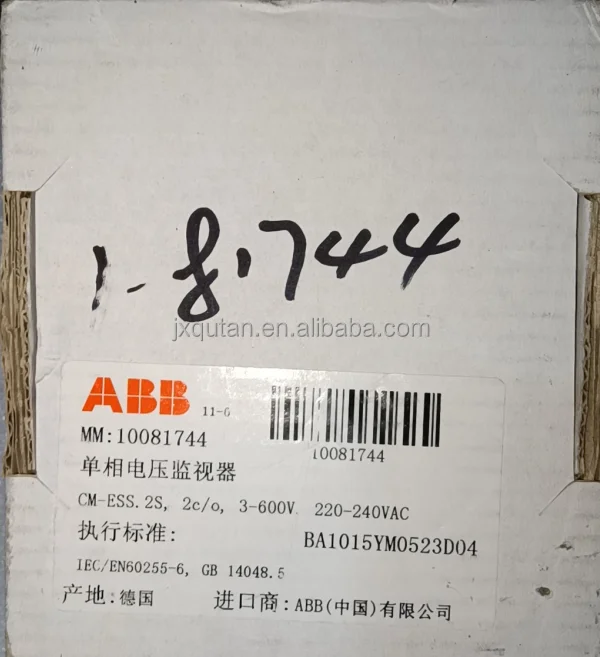 1-81744
jxqutan.en.alibaba.com
ABB 11-6
MM:10081744
10081744
单相电压监视器
CM-ESS.2S, 2c/o, 3-600V. 220-240VAC
执行标准: BA1015YM0523D04
IEC/EN60255-6, GB 14048.5
产地: 德国 进口商: ABB(中国)有限公司